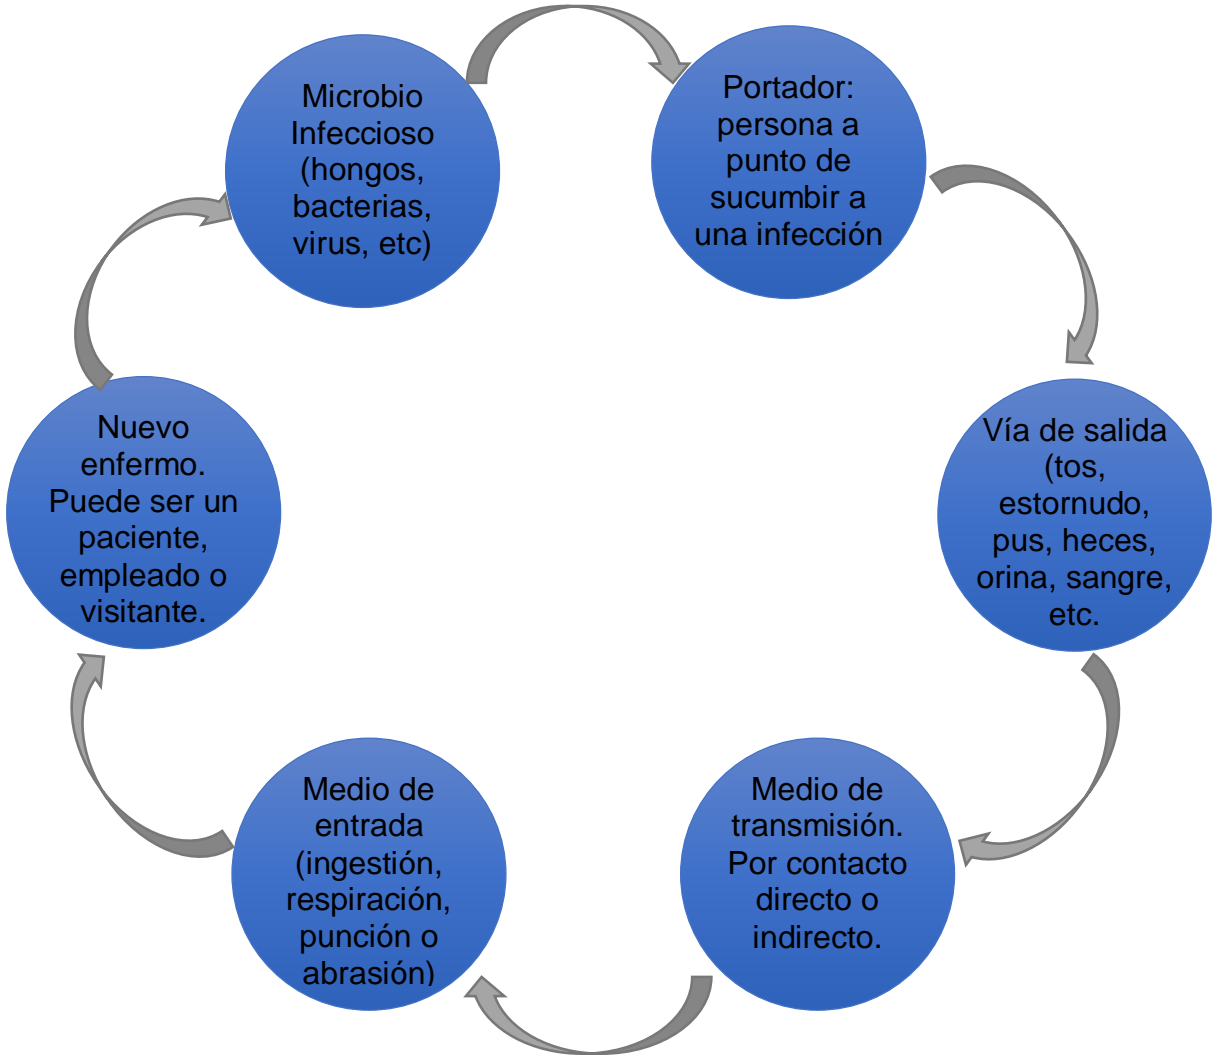 Microbio
Infeccioso
(hongos,
bacterias,
virus, etc)
Portador:
persona a
punto de
sucumbir a
una infección
Vía de salida
(tos,
estornudo,
pus, heces,
orina, sangre,
etc.
Medio de
transmisión.
Por contacto
directo o
indirecto.
Medio de
entrada
(ingestión,
respiración,
punción o
abrasión)
Nuevo
enfermo.
Puede ser un
paciente,
empleado o
visitante.